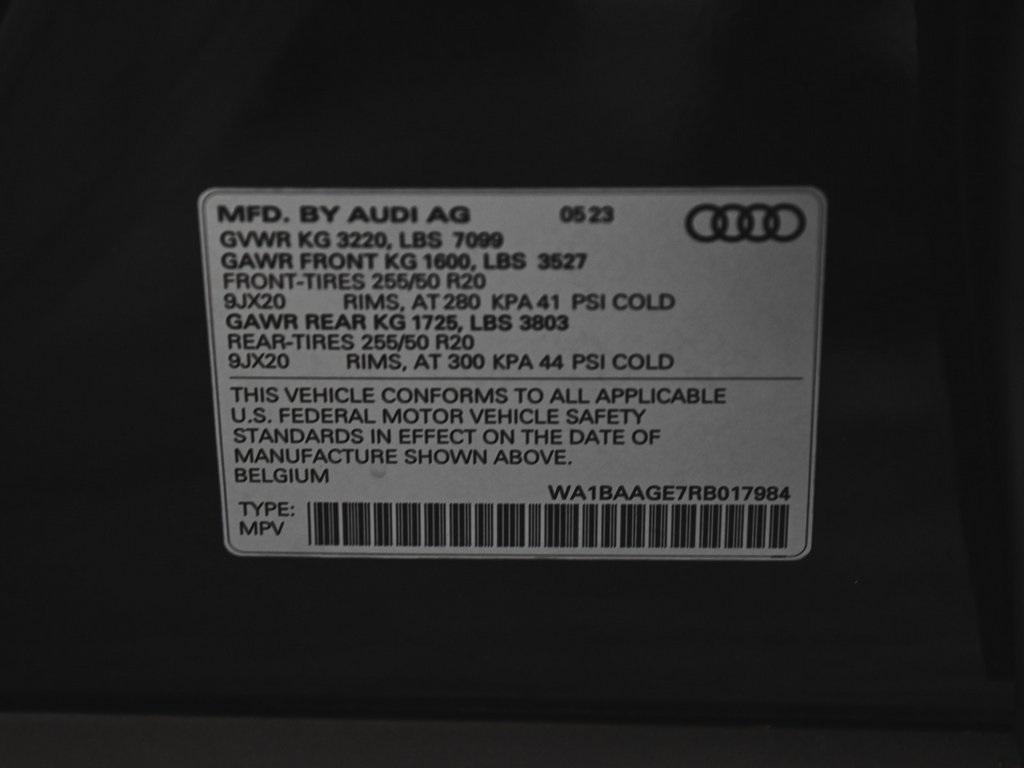 MFD. BY AUDI AG 05 23
GVWR KG 3220, LBS 7099
GAWR FRONT KG 1600, LBS 3527
FRONT-TIRES 255/50 R20
9JX20 RIMS, AT 280 KPA 41 PSI COLD
GAWR REAR KG 1725, LBS 3803
REAR-TIRES 255/50 R20
9JX20 RIMS, AT 300 KPA 44 PSI COLD
THIS VEHICLE CONFORMS TO ALL APPLICABLE
U.S. FEDERAL MOTOR VEHICLE SAFETY
STANDARDS IN EFFECT ON THE DATE OF
MANUFACTURE SHOWN ABOVE.
BELGIUM
WA1BAAGE7RB017984
TYPE:
MPV